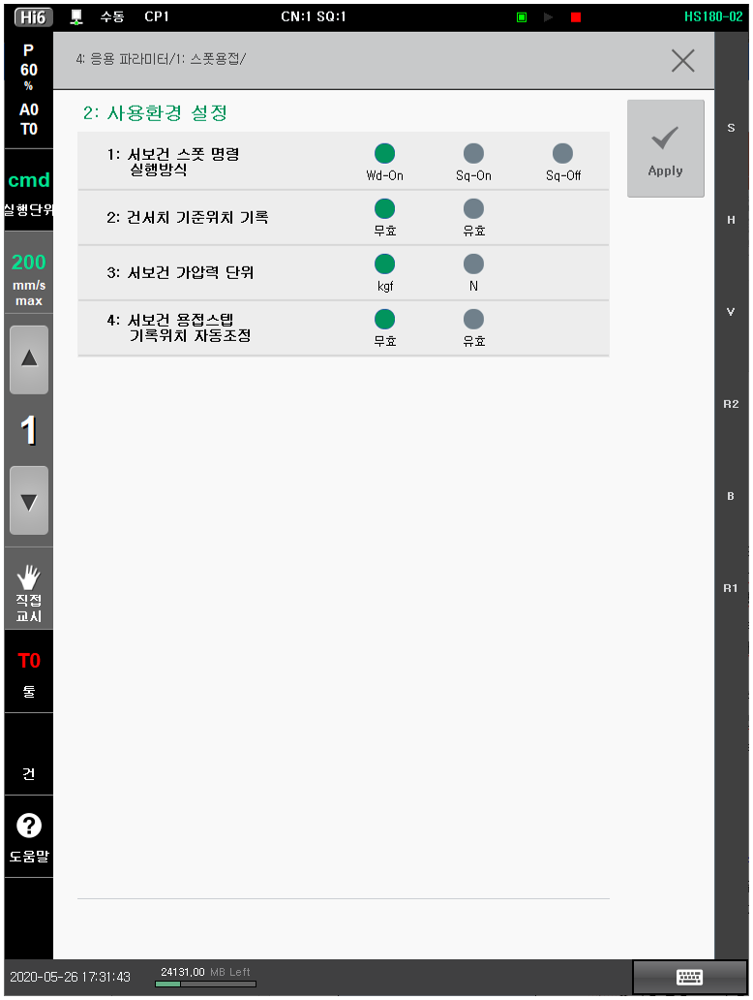 Hi6 수동 CP1 CN:1 SQ:1 HS180-02
P
60
%
A0
T0
cmd
실행단위
200
mm/s
max
1
직접
교시
T0
툴
건
도움말
4: 응용 파라미터/1: 스폿용접/
2: 사용환경 설정
1: 서보건 스폿 명령
실행방식
Wd-On Sq-On Sq-Off
2: 건서치 기준위치 기록
무효 유효
3: 서보건 가압력 단위
kgf N
4: 서보건 용접스텝
기록위치 자동조정
무효 유효
Apply
S
H
V
R2
B
R1
2020-05-26 17:31:43 24131,00 MB Left